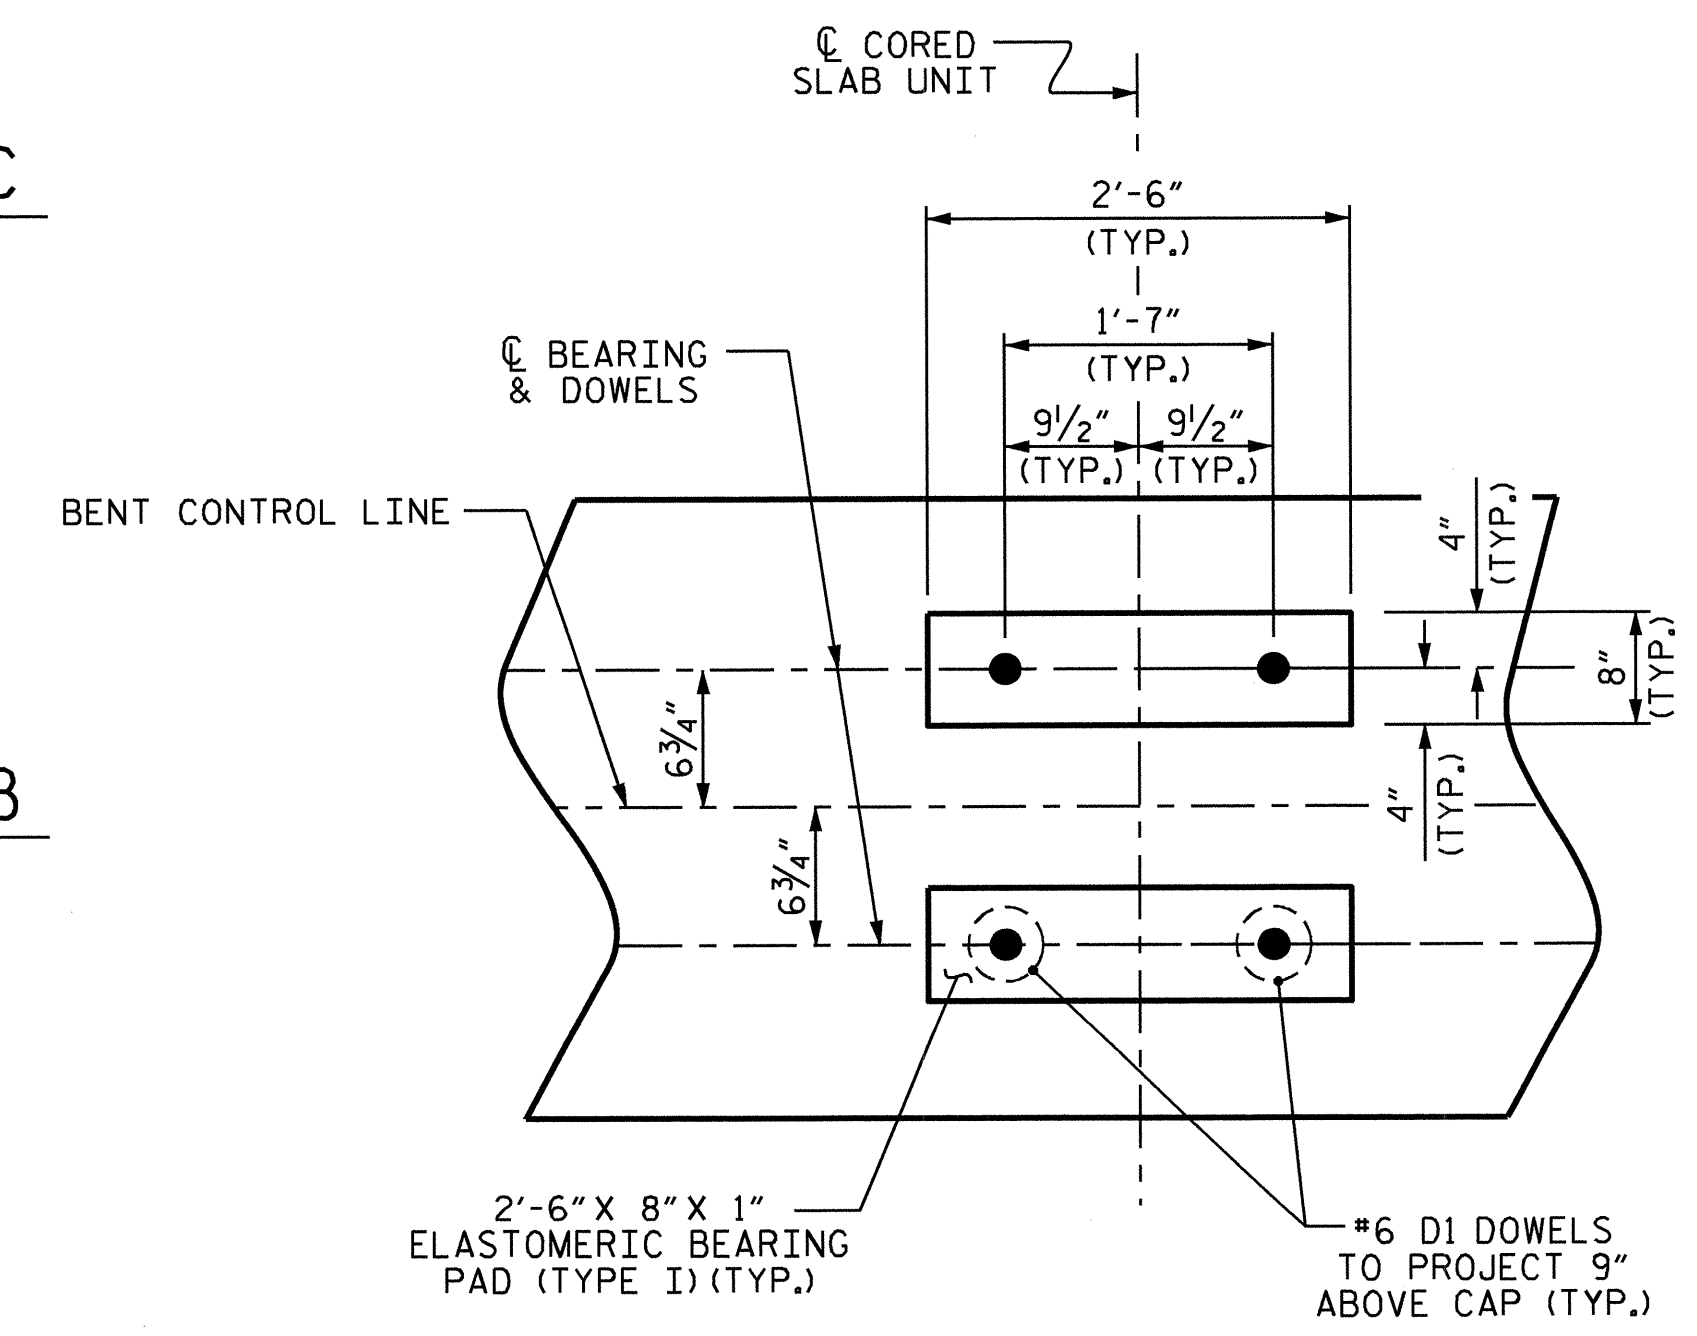 ℄ CORED
SLAB UNIT
C
2'-6"
(TYP.)
1'-7"
(TYP.)
℄ BEARING
& DOWELS
9½" 9½"
(TYP.) (TYP.)
BENT CONTROL LINE
4"
(TYP.)
8"
(TYP.)
6¾"
4"
(TYP.)
6¾"
B
2'-6" X 8" X 1"
ELASTOMERIC BEARING
PAD (TYPE I) (TYP.)
#6 D1 DOWELS
TO PROJECT 9"
ABOVE CAP (TYP.)